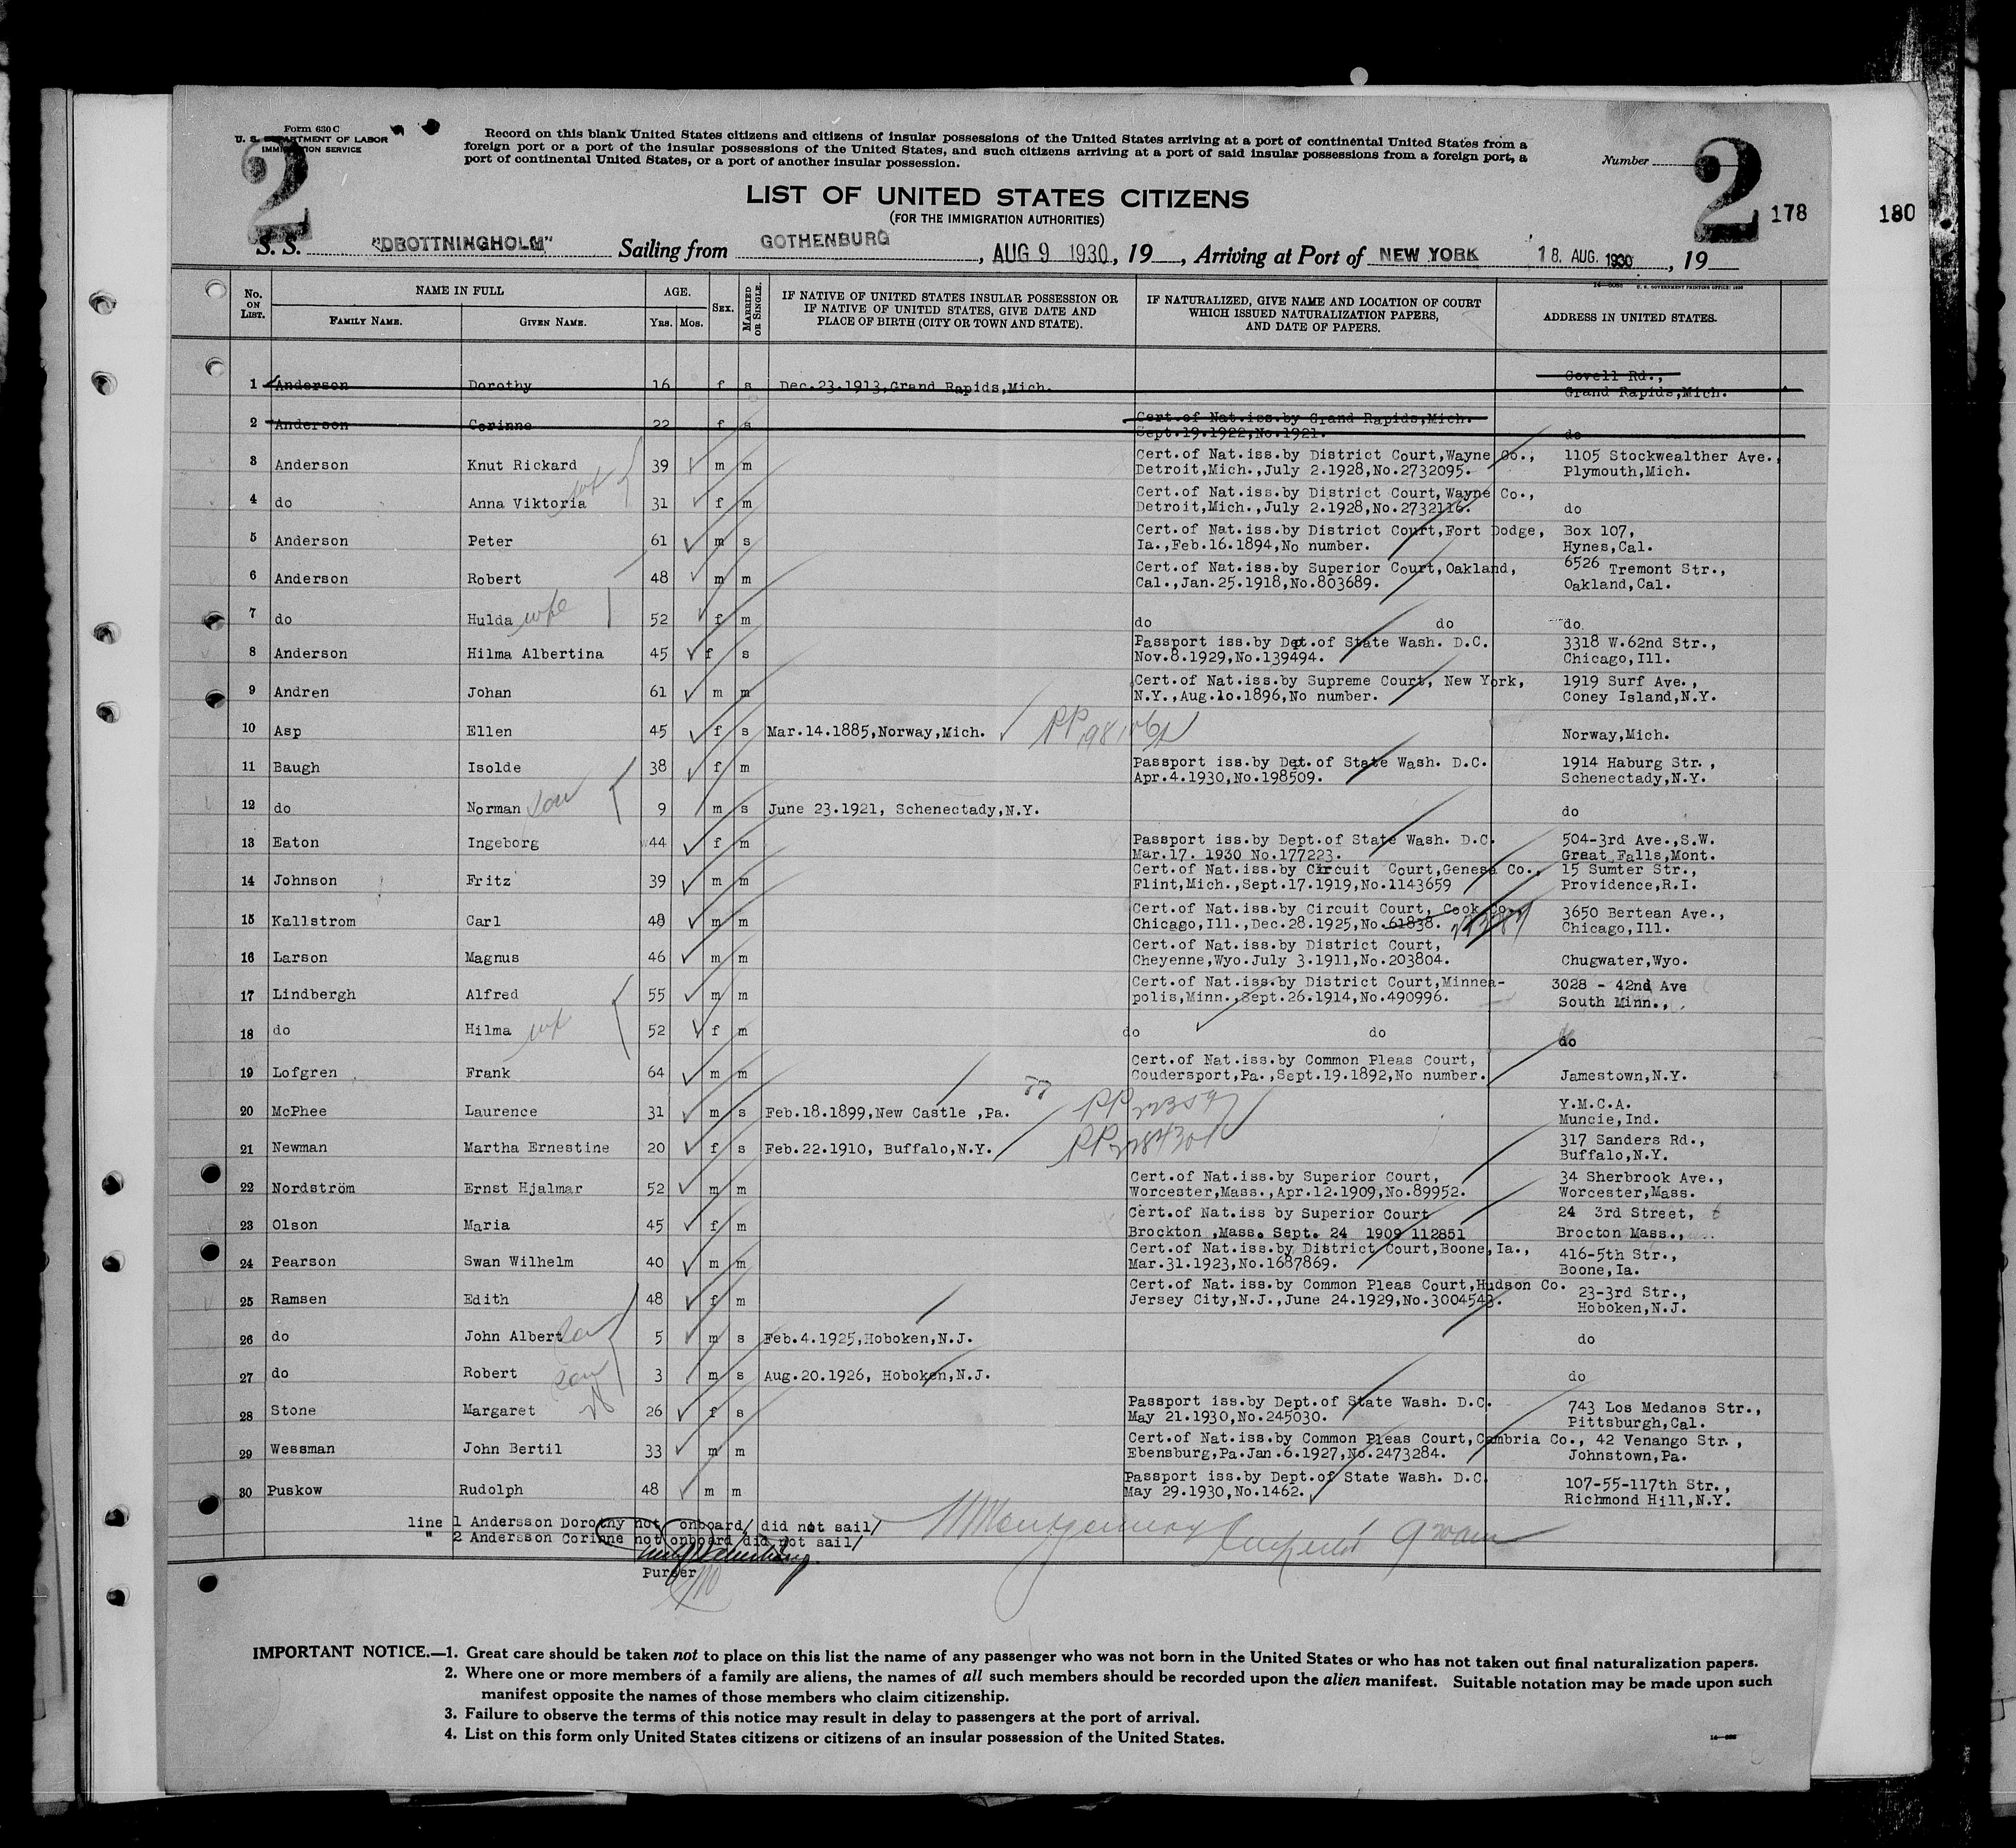 Form 630 C
U. S. DEPARTMENT OF LABOR
IMMIGRATION SERVICE
2
Record on this blank United States citizens and citizens of insular possessions of the United States arriving at a port of continental United States from a
foreign port or a port of the insular possessions of the United States, and such citizens arriving at a port of said insular possessions from a foreign port, a
port of continental United States, or a port of another insular possession.
Number
2
178
180
LIST OF UNITED STATES CITIZENS
(FOR THE IMMIGRATION AUTHORITIES)
S. S. "DROTTNINGHOLM" Sailing from GOTHENBURG, AUG 9 1930, 19, Arriving at Port of NEW YORK 18. AUG. 1930, 19
No. ON LIST. NAME IN FULL FAMILY NAME. GIVEN NAME. AGE. YRS. MOS. SEX. MARRIED OR SINGLE. IF NATIVE OF UNITED STATES INSULAR POSSESSION OR IF NATIVE OF UNITED STATES, GIVE DATE AND PLACE OF BIRTH (CITY OR TOWN AND STATE). IF NATURALIZED, GIVE NAME AND LOCATION OF COURT WHICH ISSUED NATURALIZATION PAPERS, AND DATE OF PAPERS. ADDRESS IN UNITED STATES.
1 Anderson Dorothy 16 f s Dec.23.1913,Grand Rapids,Mich. Covell Rd.,
Grand Rapids,Mich.
2 Anderson Corinne 22 f s Cert.of Nat.iss.by Grand Rapids,Mich.
Sept.19.1922,No.1921. do
3 Anderson Knut Rickard 39 m m Cert.of Nat.iss.by District Court,Wayne Co., 1105 Stockwealther Ave.,
Detroit,Mich.,July 2.1928,No.2732095. Plymouth,Mich.
4 do Anna Viktoria wf 31 f m Cert.of Nat.iss.by District Court,Wayne Co.,
Detroit,Mich.,July 2.1928,No.2732116. do
5 Anderson Peter 61 m s Cert.of Nat.iss.by District Court,Fort Dodge, Box 107,
Ia.,Feb.16.1894,No number. Hynes,Cal.
6 Anderson Robert 48 m m Cert.of Nat.iss.by Superior Court,Oakland, 6526 Tremont Str.,
Cal.,Jan.25.1918,No.803689. Oakland,Cal.
7 do Hulda wife 52 f m do do do
8 Anderson Hilma Albertina 45 f s Passport iss.by Dept.of State Wash. D.C. 3318 W.62nd Str.,
Nov.8.1929,No.139494. Chicago,Ill.
9 Andren Johan 61 m m Cert.of Nat.iss.by Supreme Court, New York, 1919 Surf Ave.,
N.Y.,Aug.10.1896,No number. Coney Island,N.Y.
10 Asp Ellen 45 f s Mar.14.1885,Norway,Mich. Norway,Mich.
11 Baugh Isolde 38 f m Passport iss.by Dept.of State Wash. D.C. 1914 Haburg Str.,
Apr.4.1930,No.198509. Schenectady,N.Y.
12 do Norman son 9 m s June 23.1921, Schenectady,N.Y. do
13 Eaton Ingeborg 44 f m Passport iss.by Dept.of State Wash. D.C. 504-3rd Ave.,S.W.
Mar.17. 1930 No.177223. Great Falls,Mont.
14 Johnson Fritz 39 m m Cert.of Nat.iss.by Circuit Court,Genesa Co., 15 Sumter Str.,
Flint,Mich.,Sept.17.1919,No.1143659 Providence,R.I.
15 Kallstrom Carl 48 m m Cert.of Nat.iss.by Circuit Court, Cook Co., 3650 Bertean Ave.,
Chicago,Ill.,Dec.28.1925,No.61838. Chicago,Ill.
16 Larson Magnus 46 m m Cert.of Nat.iss.by District Court,
Cheyenne,Wyo.July 3.1911,No.203804. Chugwater,Wyo.
17 Lindbergh Alfred 55 m m Cert.of Nat.iss.by District Court,Minnea- 3028 - 42nd Ave
polis,Minn.,Sept.26.1914,No.490996. South Minn.,
18 do Hilma wf 52 f m do do do
19 Lofgren Frank 64 m m Cert.of Nat.iss.by Common Pleas Court,
Coudersport,Pa.,Sept.19.1892,No number. Jamestown,N.Y.
20 McPhee Laurence 31 m s Feb.18.1899,New Castle ,Pa. Y.M.C.A.
Muncie,Ind.
21 Newman Martha Ernestine 20 f s Feb.22.1910, Buffalo,N.Y. 317 Sanders Rd.,
Buffalo,N.Y.
22 Nordström Ernst Hjalmar 52 m m Cert.of Nat.iss.by Superior Court, 34 Sherbrook Ave.,
Worcester,Mass.,Apr.12.1909,No.89952. Worcester,Mass.
23 Olson Maria 45 f m Cert.of Nat.iss by Superior Court 24 3rd Street,
Brockton ,Mass. Sept. 24 1909 112851 Brocton Mass.,
24 Pearson Swan Wilhelm 40 m m Cert.of Nat.iss.by District Court,Boone,Ia., 416-5th Str.,
Mar.31.1923,No.1687869. Boone,Ia.
25 Ramsen Edith 48 f m Cert.of Nat.iss.by Common Pleas Court,Hudson Co. 23-3rd Str.,
Jersey City,N.J.,June 24.1929,No.3004543. Hoboken,N.J.
26 do John Albert son 5 m s Feb.4.1925,Hoboken,N.J. do
27 do Robert son 3 m s Aug.20.1926, Hoboken,N.J. do
28 Stone Margaret 26 f s Passport iss.by Dept.of State Wash. D.C. 743 Los Medanos Str.,
May 21.1930,No.245030. Pittsburgh,Cal.
29 Wessman John Bertil 33 m m Cert.of Nat.iss.by Common Pleas Court,Cambria Co., 42 Venango Str.,
Ebensburg,Pa.Jan.6.1927,No.2473284. Johnstown,Pa.
30 Puskow Rudolph 48 m m Passport iss.by Dept.of State Wash. D.C. 107-55-117th Str.,
May 29.1930,No.1462. Richmond Hill,N.Y.
line 1 Andersson Dorothy not onboard/ did not sail/
" 2 Andersson Corinne not onboard did not sail/
Purser
IMPORTANT NOTICE.—1. Great care should be taken not to place on this list the name of any passenger who was not born in the United States or who has not taken out final naturalization papers.
2. Where one or more members of a family are aliens, the names of all such members should be recorded upon the alien manifest. Suitable notation may be made upon such
manifest opposite the names of those members who claim citizenship.
3. Failure to observe the terms of this notice may result in delay to passengers at the port of arrival.
4. List on this form only United States citizens or citizens of an insular possession of the United States.